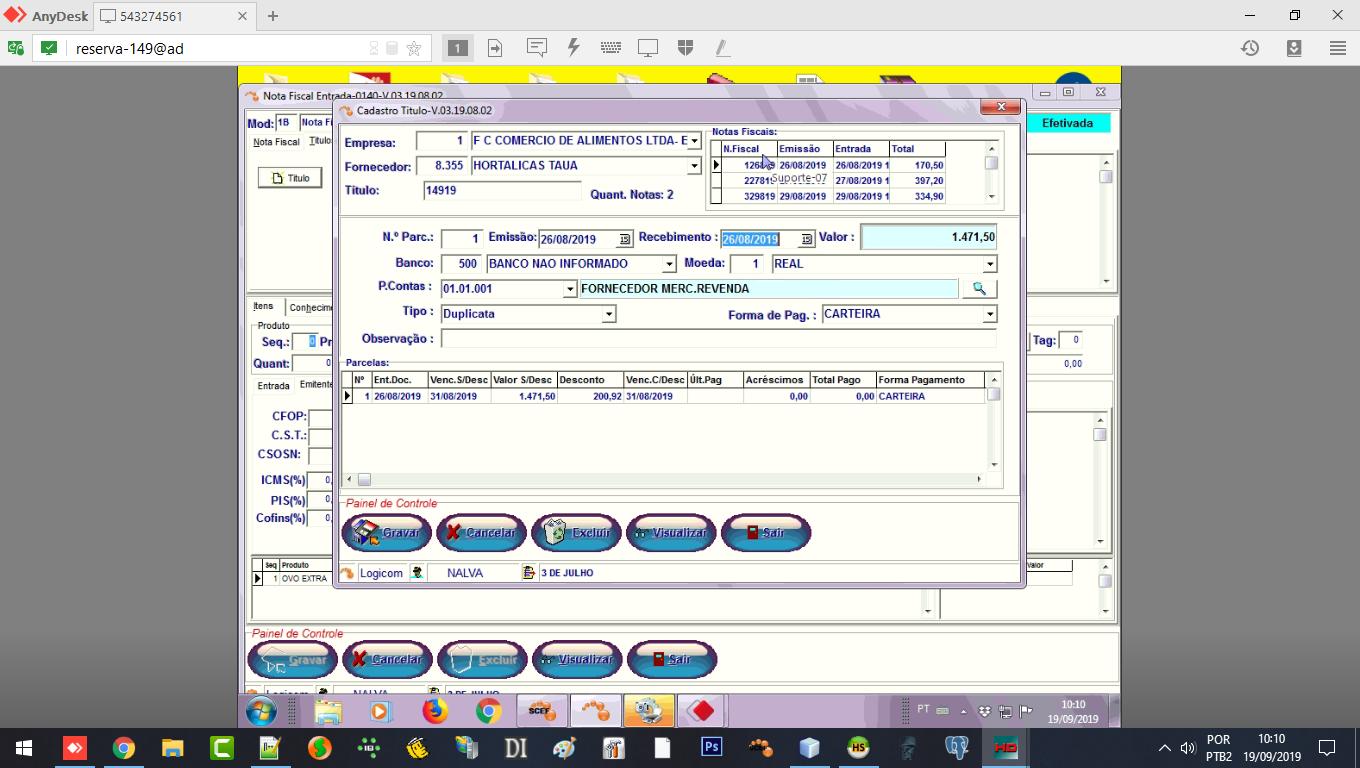 AnyDesk 543274561
reserva-149@ad 1
Nota Fiscal Entrada-0140-V.03.19.08.02
Cadastro Titulo-V.03.19.08.02
Mod: 1B Nota Fi
Efetivada
Nota Fiscal
Titulo
Empresa: 1 F C COMERCIO DE ALIMENTOS LTDA- E
Fornecedor: 8.355 HORTALICAS TAUA
Título: 14919 Quant. Notas: 2
Notas Fiscais:
N.Fiscal Emissão Entrada Total
26/08/2019 26/08/2019 1 170,50
27/08/2019 1 397,20
Suporte-07
329819 29/08/2019 29/08/2019 1 334,90
N.º Parc.: 1 Emissão: 26/08/2019 Recebimento : 26/08/2019 Valor : 1.471,50
Banco: 500 BANCO NAO INFORMADO Moeda: 1 REAL
P.Contas : 01.01.001 FORNECEDOR MERC.REVENDA
Tipo : Duplicata Forma de Pag. : CARTEIRA
Observação :
Parcelas:
Nº Ent.Doc. Venc.S/Desc Valor S/Desc Desconto Venc.C/Desc Últ.Pag Acréscimos Total Pago Forma Pagamento
1 26/08/2019 31/08/2019 1.471,50 200,92 31/08/2019 0,00 0,00 CARTEIRA
Painel de Controle
Gravar Cancelar Excluir Visualizar Sair
Logicom NALVA 3 DE JULHO
Itens
Produto
Seq.: 0 Pr
Quant: 0
Entrada Emitente
CFOP:
C.S.T.:
CSOSN:
ICMS(%) 0,
PIS(%) 0,
Cofins(%) 0,
Tag: 0
0,00
Seq Produto
1 OVO EXTRA
Painel de Controle
Gravar Cancelar Excluir Visualizar Sair
Logicom NALVA 3 DE JULHO
SCEF
PT 10:10
19/09/2019
DI Ps HS HD
POR 10:10
PTB2 19/09/2019